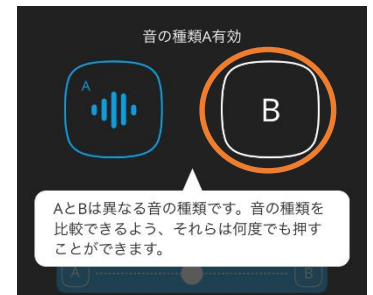 音の種類A有効
A
B
AとBは異なる音の種類です。音の種類を
比較できるよう、それらは何度でも押す
ことができます。
A
B